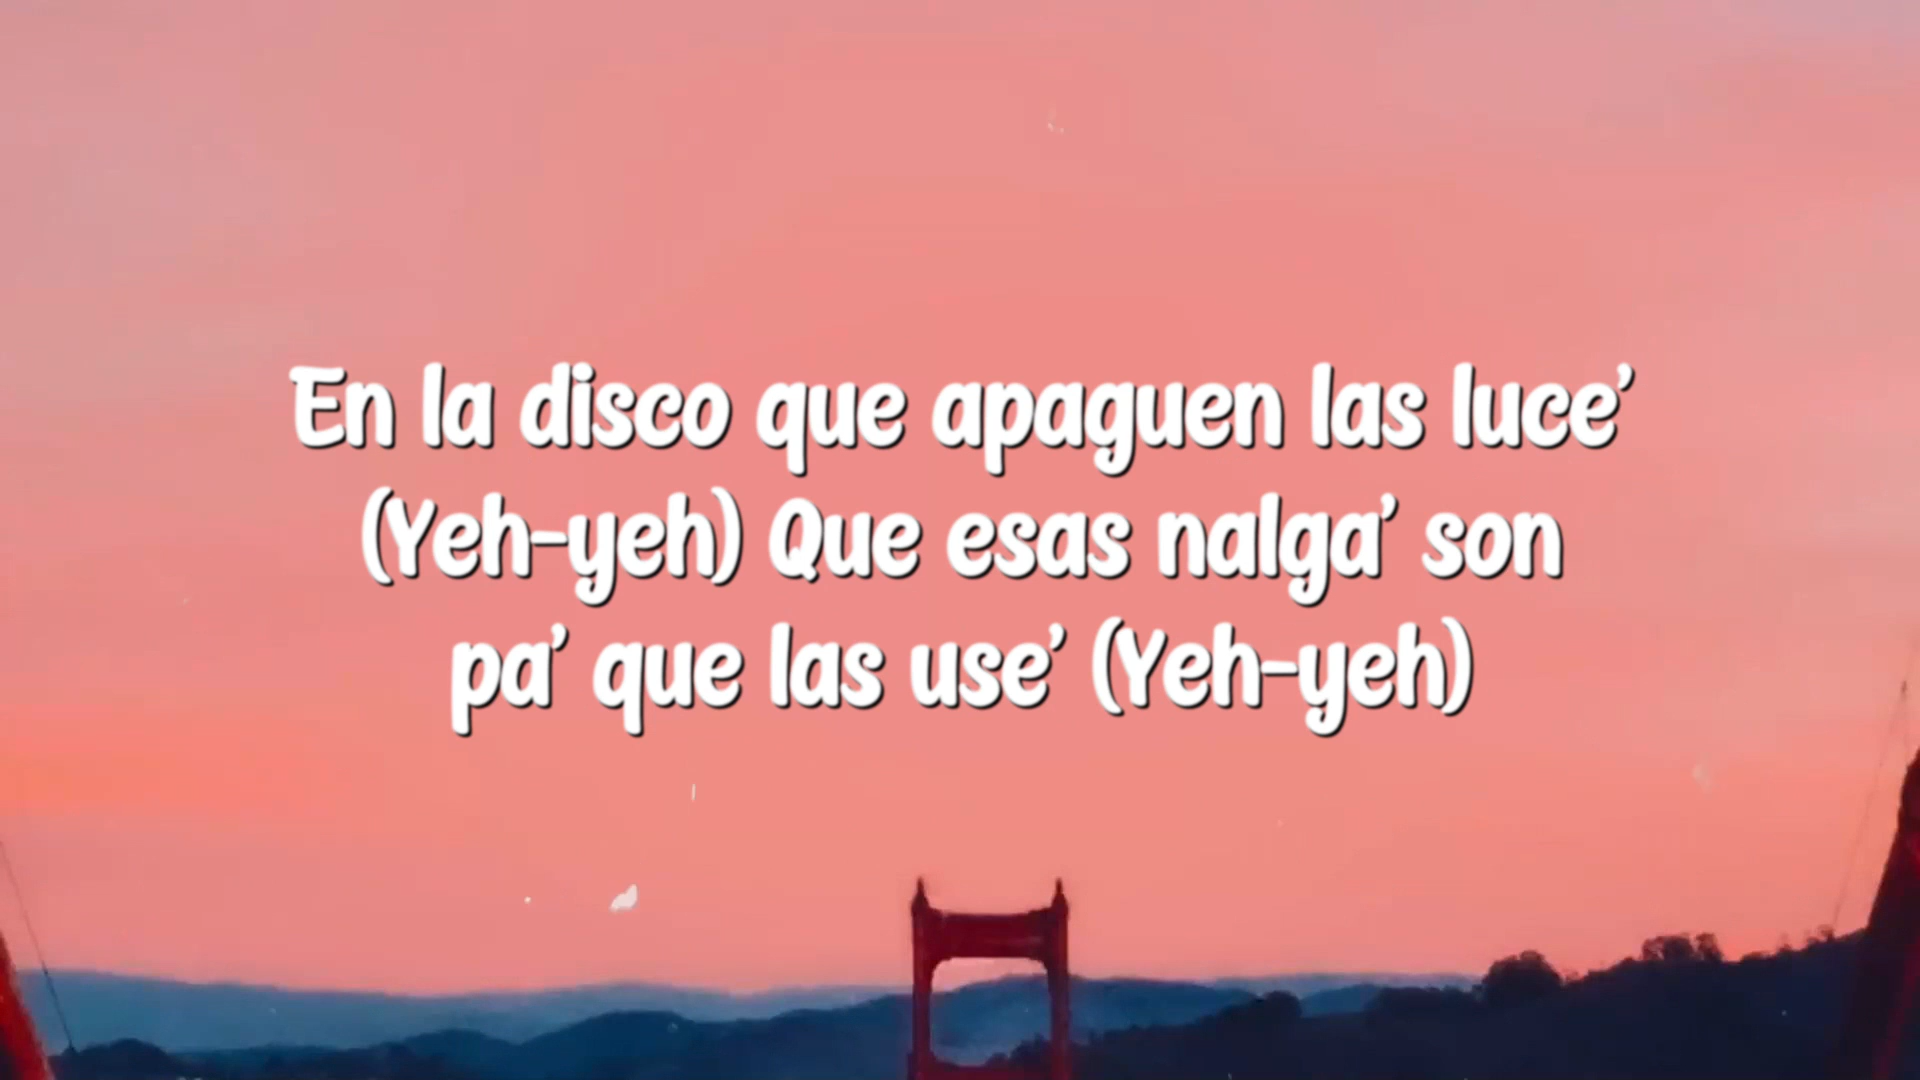 En la disco que apaguen las luce’
(Yeh-yeh) Que esas nalga’ son
pa’ que las use’ (Yeh-yeh)